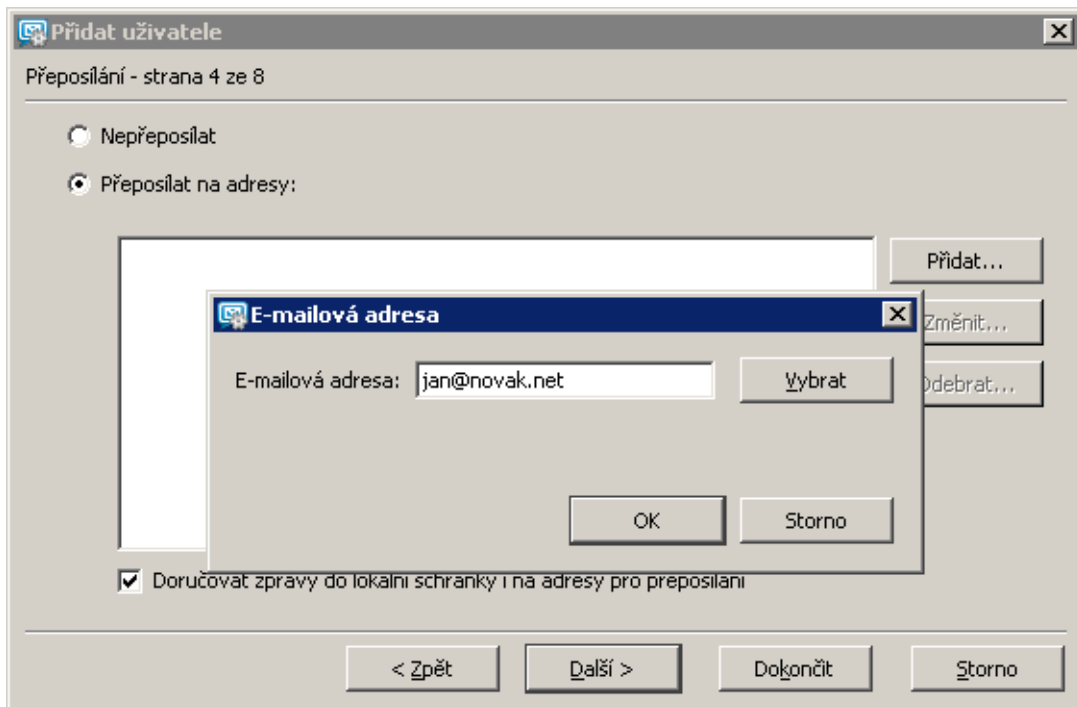 Přidat uživatele
Přeposílání - strana 4 ze 8
Nepřeposílat
Přeposílat na adresy:
Přidat...
E-mailová adresa
Změnit...
E-mailová adresa: jan@novak.net Vybrat
Odebrat...
OK Storno
Doručovat zprávy do lokální schránky i na adresy pro přeposílání
< Zpět Další > Dokončit Storno